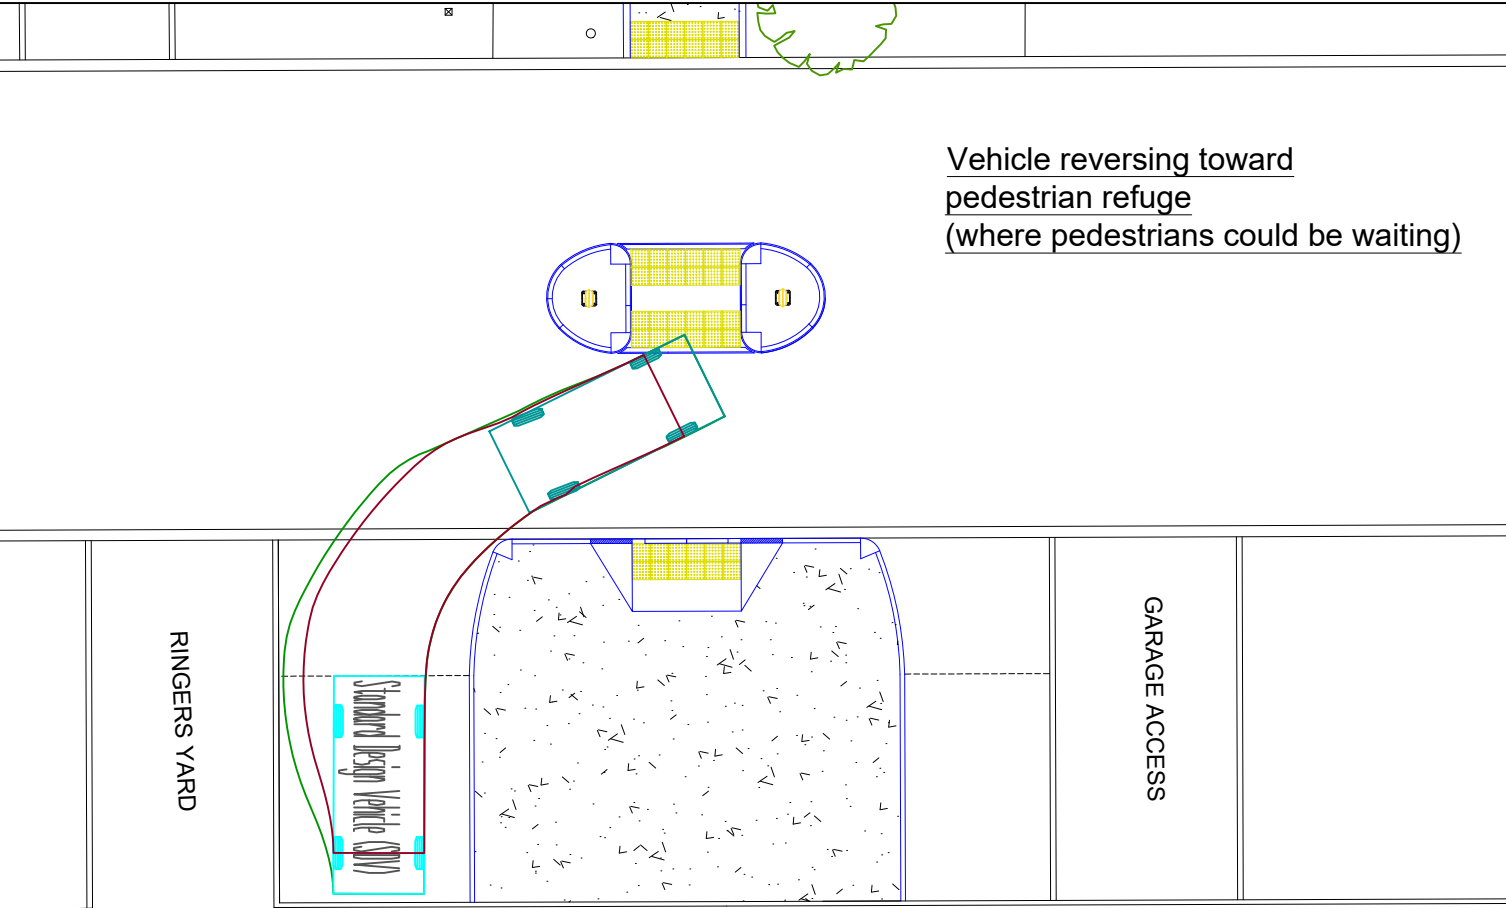 Vehicle reversing toward
pedestrian refuge
(where pedestrians could be waiting)
RINGERS YARD
Standard Design Vehicle (SDV)
GARAGE ACCESS